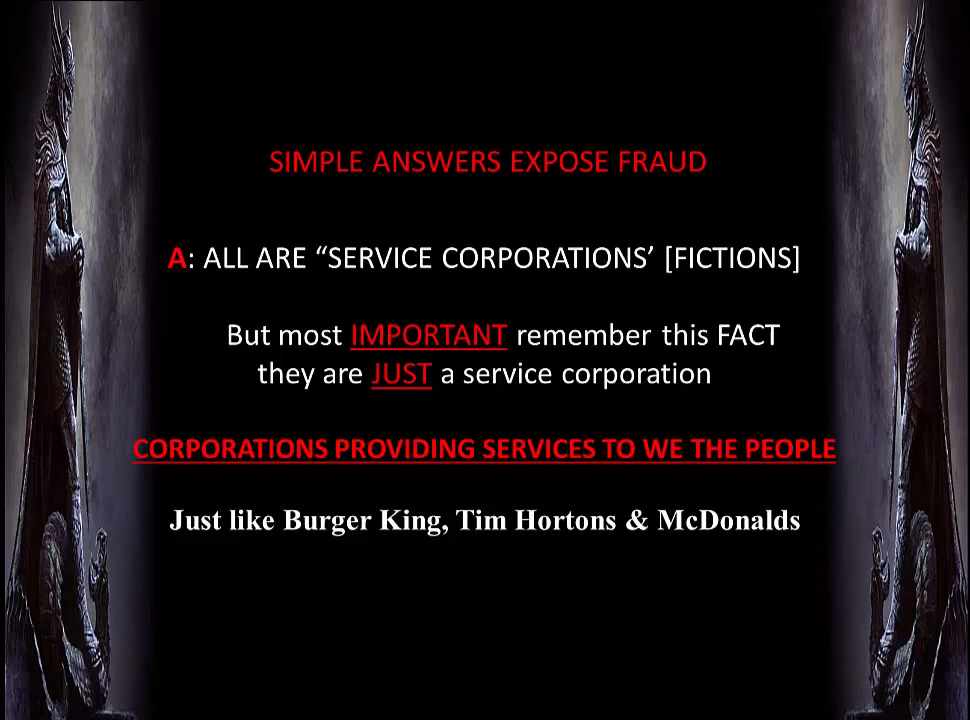 SIMPLE ANSWERS EXPOSE FRAUD
A: ALL ARE “SERVICE CORPORATIONS’ [FICTIONS]
But most IMPORTANT remember this FACT
they are JUST a service corporation
CORPORATIONS PROVIDING SERVICES TO WE THE PEOPLE
Just like Burger King, Tim Hortons & McDonalds